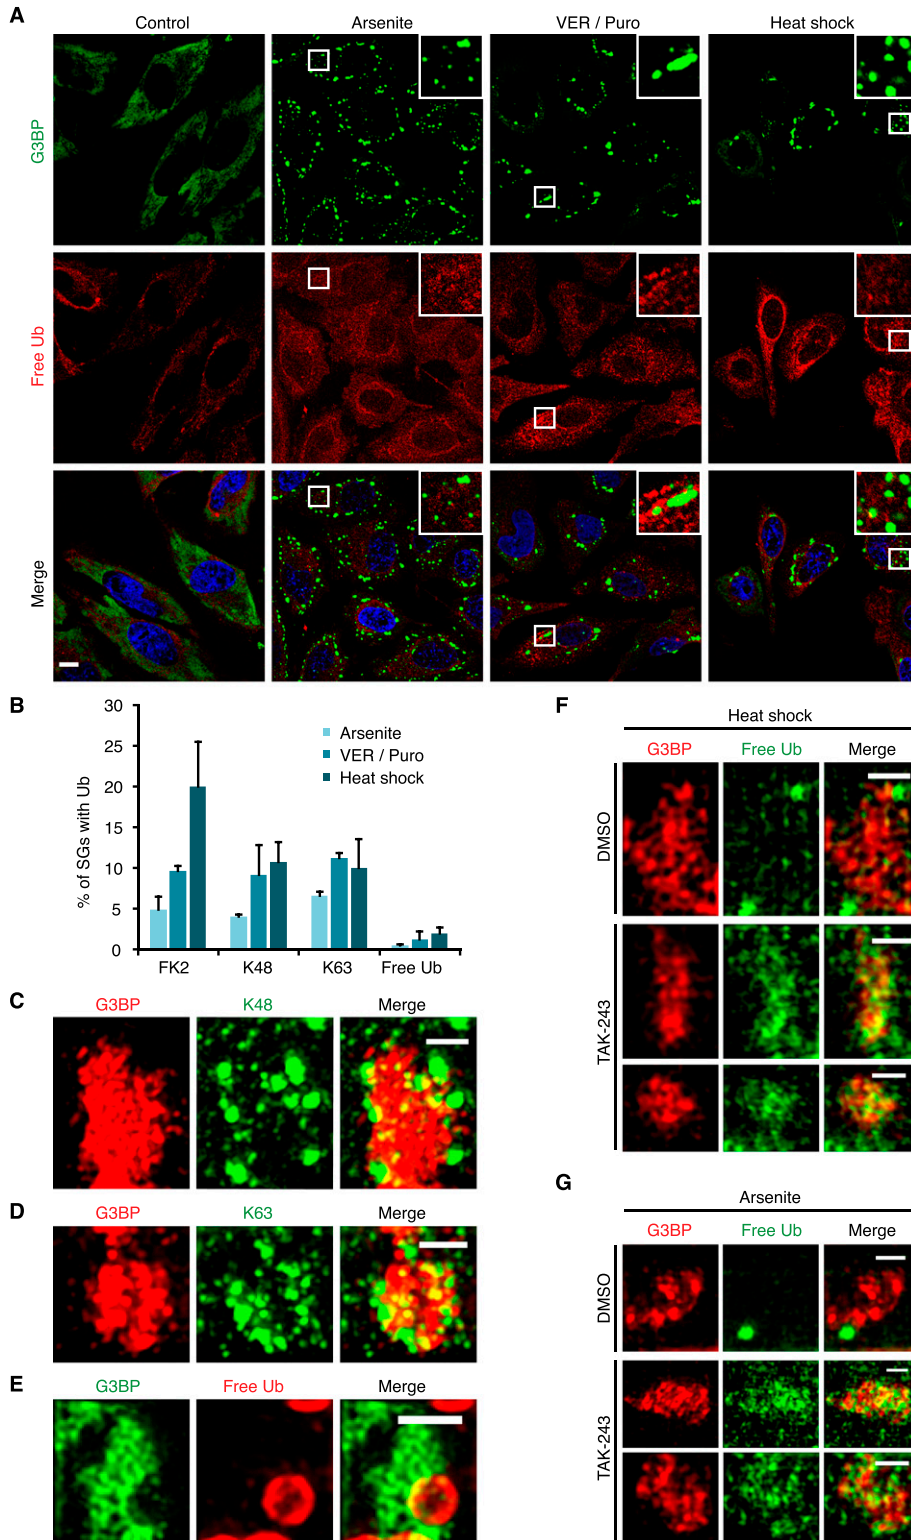 A
Control
Arsenite
VER / Puro
Heat shock
G3BP
Free Ub
Merge
B
% of SGs with Ub
30
25
20
15
10
5
0
Arsenite
VER / Puro
Heat shock
FK2
K48
K63
Free Ub
C
G3BP
K48
Merge
D
G3BP
K63
Merge
E
G3BP
Free Ub
Merge
F
Heat shock
G3BP
Free Ub
Merge
DMSO
TAK-243
G
Arsenite
G3BP
Free Ub
Merge
DMSO
TAK-243